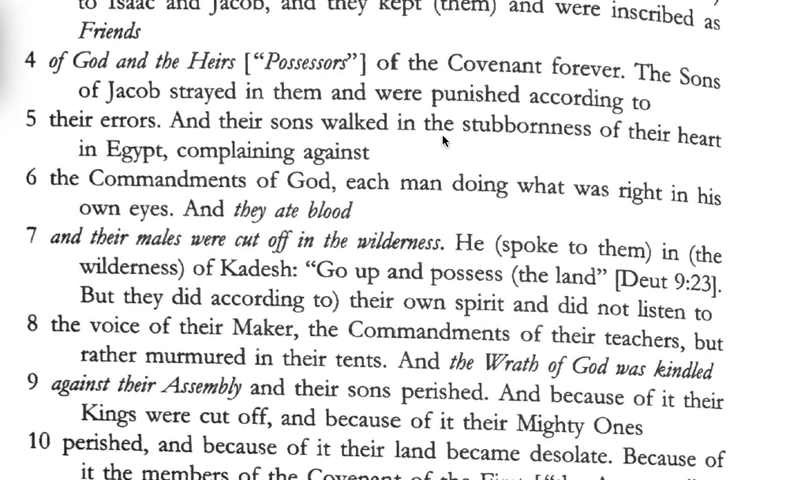 to Isaac and Jacob, and they kept (them) and were inscribed as
Friends
4 of God and the Heirs [“Possessors”] of the Covenant forever. The Sons
of Jacob strayed in them and were punished according to
5 their errors. And their sons walked in the stubbornness of their heart
in Egypt, complaining against
6 the Commandments of God, each man doing what was right in his
own eyes. And they ate blood
7 and their males were cut off in the wilderness. He (spoke to them) in (the
wilderness) of Kadesh: “Go up and possess (the land” [Deut 9:23].
But they did according to) their own spirit and did not listen to
8 the voice of their Maker, the Commandments of their teachers, but
rather murmured in their tents. And the Wrath of God was kindled
9 against their Assembly and their sons perished. And because of it their
Kings were cut off, and because of it their Mighty Ones
10 perished, and because of it their land became desolate. Because of
it the members of the Covenant of the First